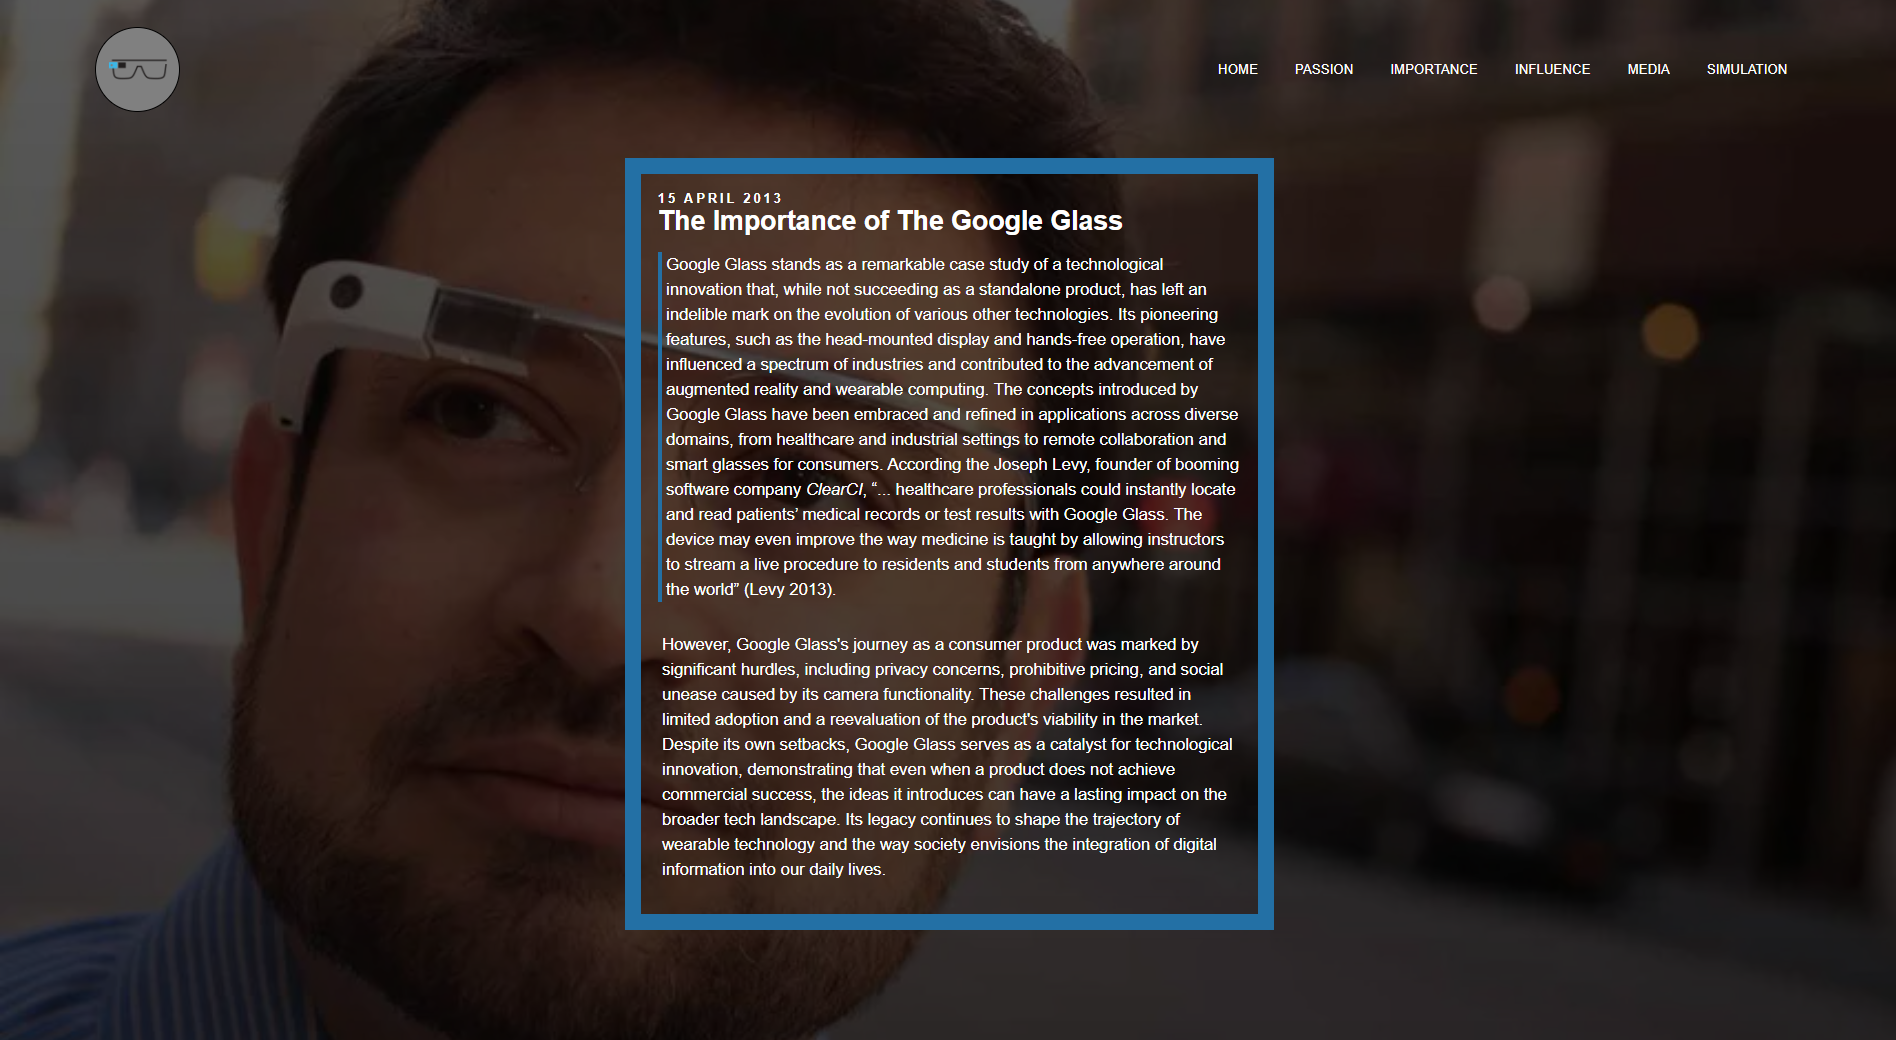 HOME PASSION IMPORTANCE INFLUENCE MEDIA SIMULATION
15 APRIL 2013
The Importance of The Google Glass
Google Glass stands as a remarkable case study of a technological
innovation that, while not succeeding as a standalone product, has left an
indelible mark on the evolution of various other technologies. Its pioneering
features, such as the head-mounted display and hands-free operation, have
influenced a spectrum of industries and contributed to the advancement of
augmented reality and wearable computing. The concepts introduced by
Google Glass have been embraced and refined in applications across diverse
domains, from healthcare and industrial settings to remote collaboration and
smart glasses for consumers. According the Joseph Levy, founder of booming
software company ClearCI, “... healthcare professionals could instantly locate
and read patients’ medical records or test results with Google Glass. The
device may even improve the way medicine is taught by allowing instructors
to stream a live procedure to residents and students from anywhere around
the world” (Levy 2013).
However, Google Glass's journey as a consumer product was marked by
significant hurdles, including privacy concerns, prohibitive pricing, and social
unease caused by its camera functionality. These challenges resulted in
limited adoption and a reevaluation of the product's viability in the market.
Despite its own setbacks, Google Glass serves as a catalyst for technological
innovation, demonstrating that even when a product does not achieve
commercial success, the ideas it introduces can have a lasting impact on the
broader tech landscape. Its legacy continues to shape the trajectory of
wearable technology and the way society envisions the integration of digital
information into our daily lives.